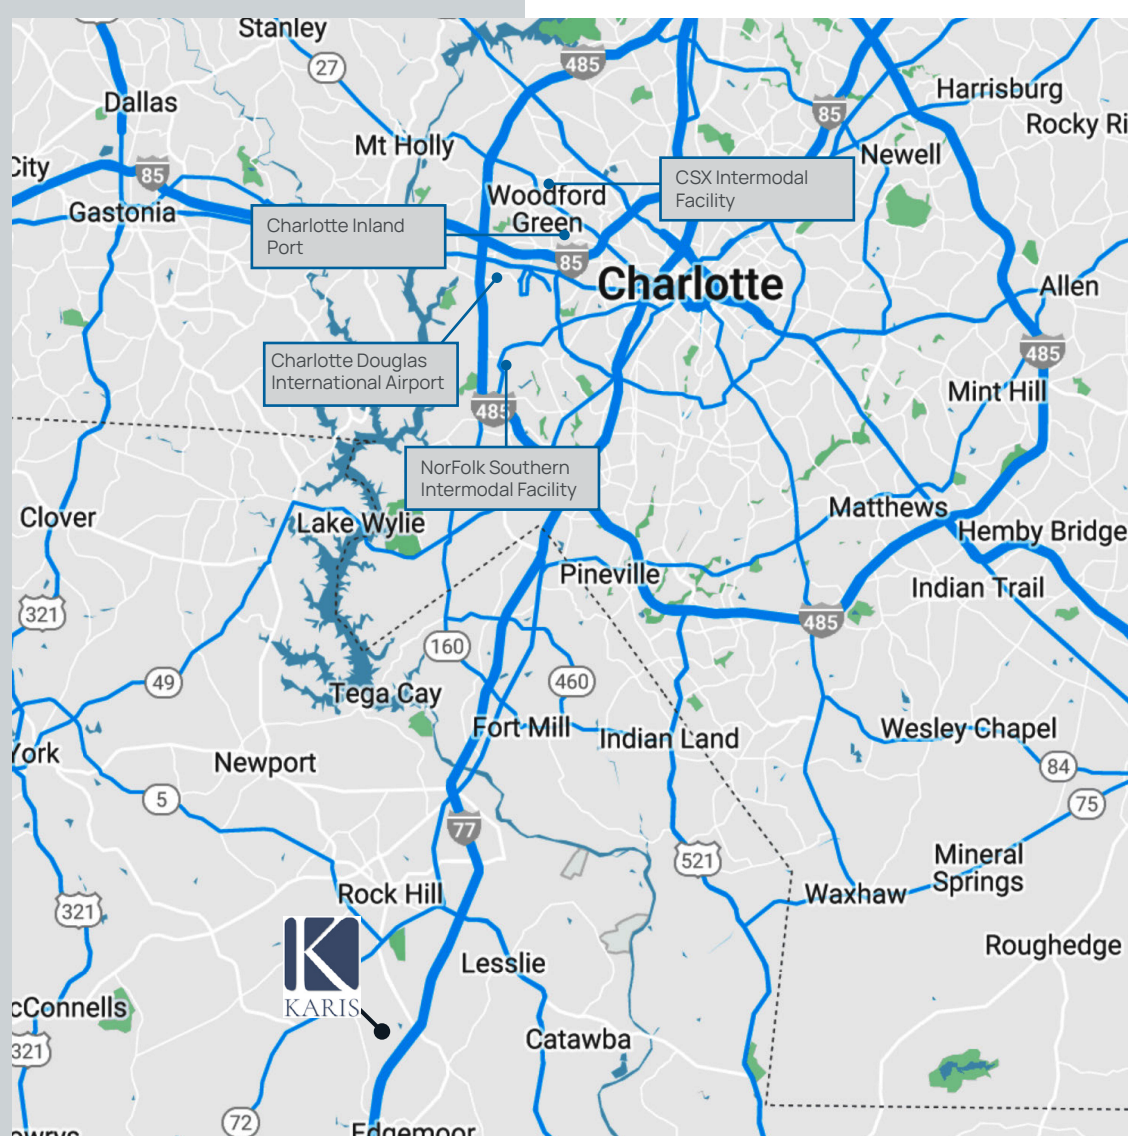 Stanley
27
485
Dallas
Harrisburg
85
Rocky Ri
Mt Holly
Newell
City
85
CSX Intermodal
Facility
Woodford
Green
Gastonia
Charlotte Inland
Port
85
Charlotte
Allen
Charlotte Douglas
International Airport
485
Mint Hill
485
NorFolk Southern
Intermodal Facility
Clover
Lake Wylie
Matthews
Hemby Bridge
Pineville
Indian Trail
321
485
160
49
460
Tega Cay
Fort Mill
Indian Land
Wesley Chapel
York
Newport
84
5
75
77
521
Mineral
Springs
Rock Hill
Waxhaw
321
K
KARIS
Lesslie
Roughedge
cConnells
321
Catawba
72
Edgemoor